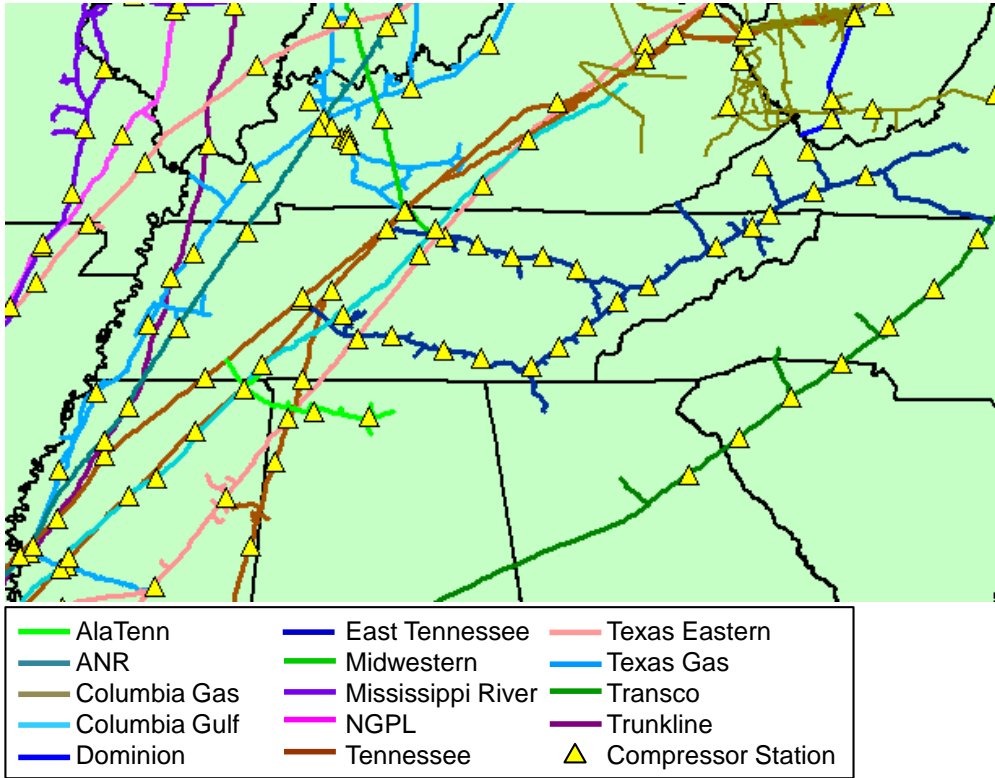 AlaTenn
ANR
Columbia Gas
Columbia Gulf
Dominion
East Tennessee
Midwestern
Mississippi River
NGPL
Tennessee
Texas Eastern
Texas Gas
Transco
Trunkline
Compressor Station